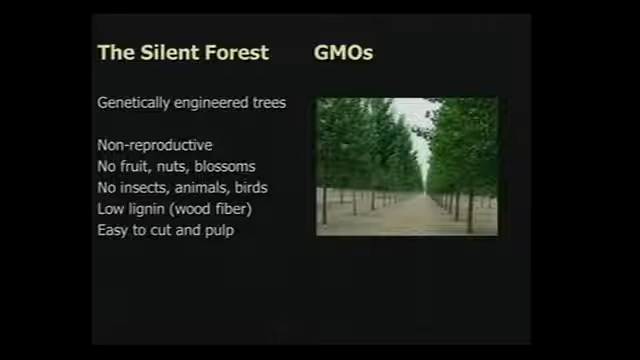 The Silent Forest GMOs
Genetically engineered trees
Non-reproductive
No fruit, nuts, blossoms
No insects, animals, birds
Low lignin (wood fiber)
Easy to cut and pulp